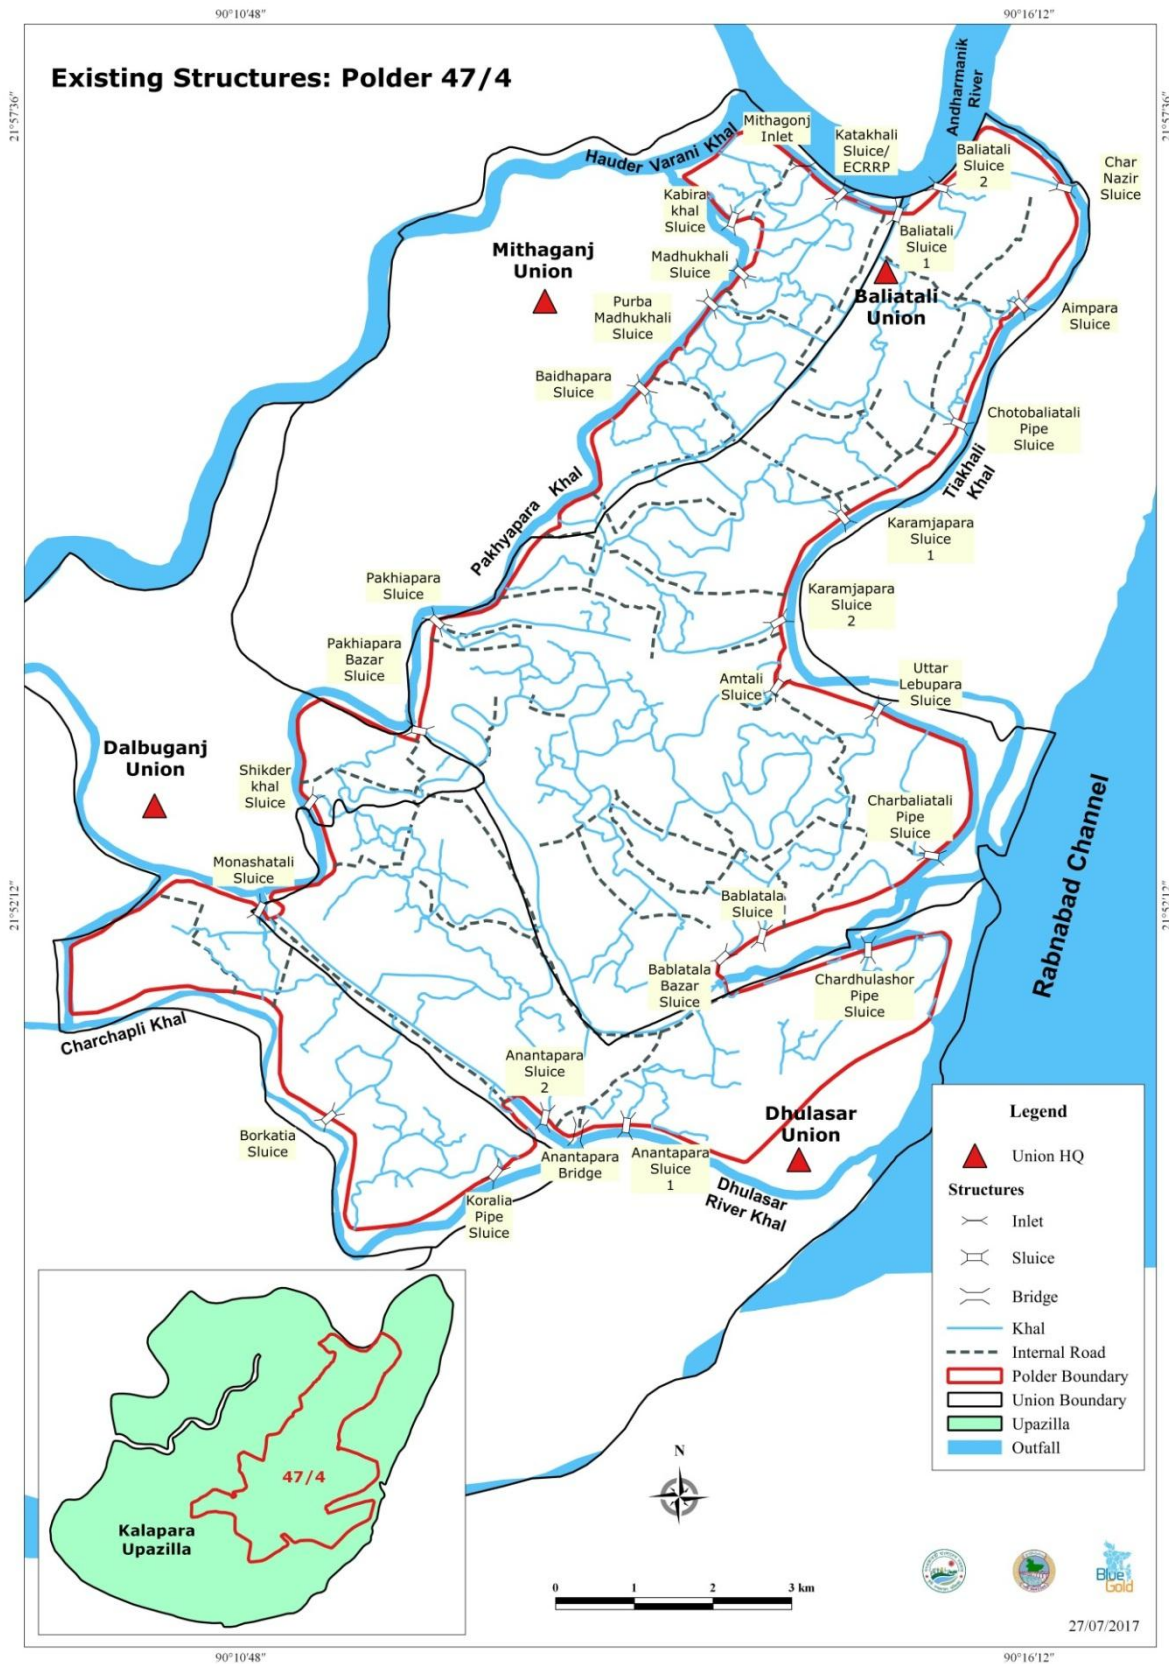 90°10'48"
90°16'12"
Existing Structures: Polder 47/4
21°57'36"
21°57'36"
Andharmanik
River
Mithagonj
Inlet
Hauder Varani Khal
Katakhali
Sluice/
ECRRP
Baliatali
Sluice
2
Char
Nazir
Sluice
Kabira
khal
Sluice
Baliatali
Sluice
1
Mithaganj
Union
Madhukhali
Sluice
Baliatali
Union
Purba
Madhukhali
Sluice
Aimpara
Sluice
Baidhapara
Sluice
Chotobaliatali
Pipe
Sluice
Tiakhali
Khal
Pakhyapara Khal
Karamjapara
Sluice
1
Pakhiapara
Sluice
Karamjapara
Sluice
2
Pakhiapara
Bazar
Sluice
Amtali
Sluice
Uttar
Lebupara
Sluice
Dalbuganj
Union
Shikder
khal
Sluice
Charbaliatali
Pipe
Sluice
Rabnabad Channel
Monashatali
Sluice
21°52'12"
21°52'12"
Bablatala
Sluice
Bablatala
Bazar
Sluice
Chardhulashor
Pipe
Sluice
Charchapli Khal
Anantapara
Sluice
2
Borkatia
Sluice
Dhulasar
Union
Anantapara
Bridge
Anantapara
Sluice
1
Koralia
Pipe
Sluice
Dhulasar
River Khal
Legend
Union HQ
Structures
Inlet
Sluice
Bridge
Khal
Internal Road
Polder Boundary
Union Boundary
Upazilla
Outfall
47/4
Kalapara
Upazilla
N
0 1 2 3 km
Blue
Gold
27/07/2017
90°10'48"
90°16'12"